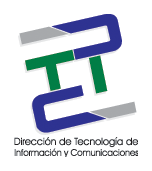 Dirección de Tecnología de
Información y Comunicaciones